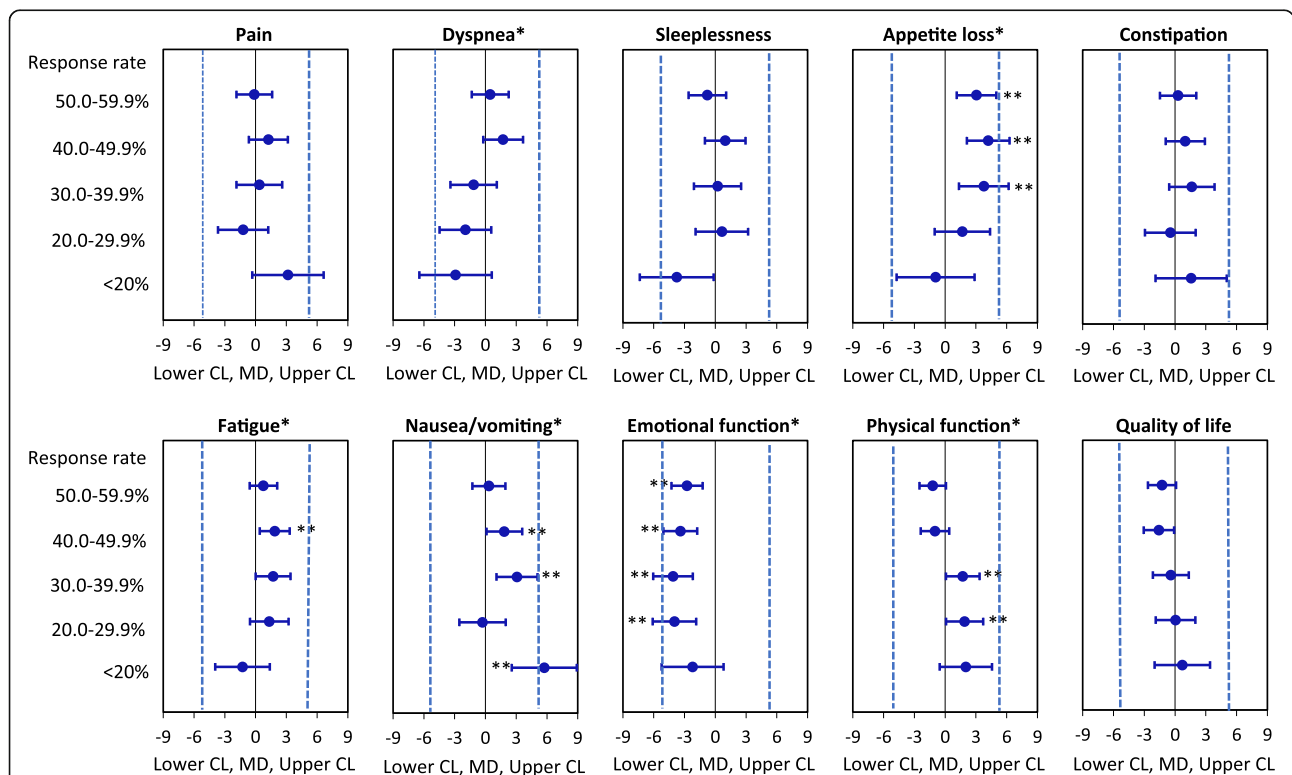 Pain Dyspnea* Sleeplessness Appetite loss* Constipation
Response rate
50.0-59.9% **
40.0-49.9% **
30.0-39.9% **
20.0-29.9%
<20%
-9 -6 -3 0 3 6 9 -9 -6 -3 0 3 6 9 -9 -6 -3 0 3 6 9 -9 -6 -3 0 3 6 9 -9 -6 -3 0 3 6 9
Lower CL, MD, Upper CL Lower CL, MD, Upper CL Lower CL, MD, Upper CL Lower CL, MD, Upper CL Lower CL, MD, Upper CL
Fatigue* Nausea/vomiting* Emotional function* Physical function* Quality of life
Response rate
50.0-59.9% **
40.0-49.9% ** ** **
30.0-39.9% ** ** **
20.0-29.9% ** **
<20% **
-9 -6 -3 0 3 6 9 -9 -6 -3 0 3 6 9 -9 -6 -3 0 3 6 9 -9 -6 -3 0 3 6 9 -9 -6 -3 0 3 6 9
Lower CL, MD, Upper CL Lower CL, MD, Upper CL Lower CL, MD, Upper CL Lower CL, MD, Upper CL Lower CL, MD, Upper CL